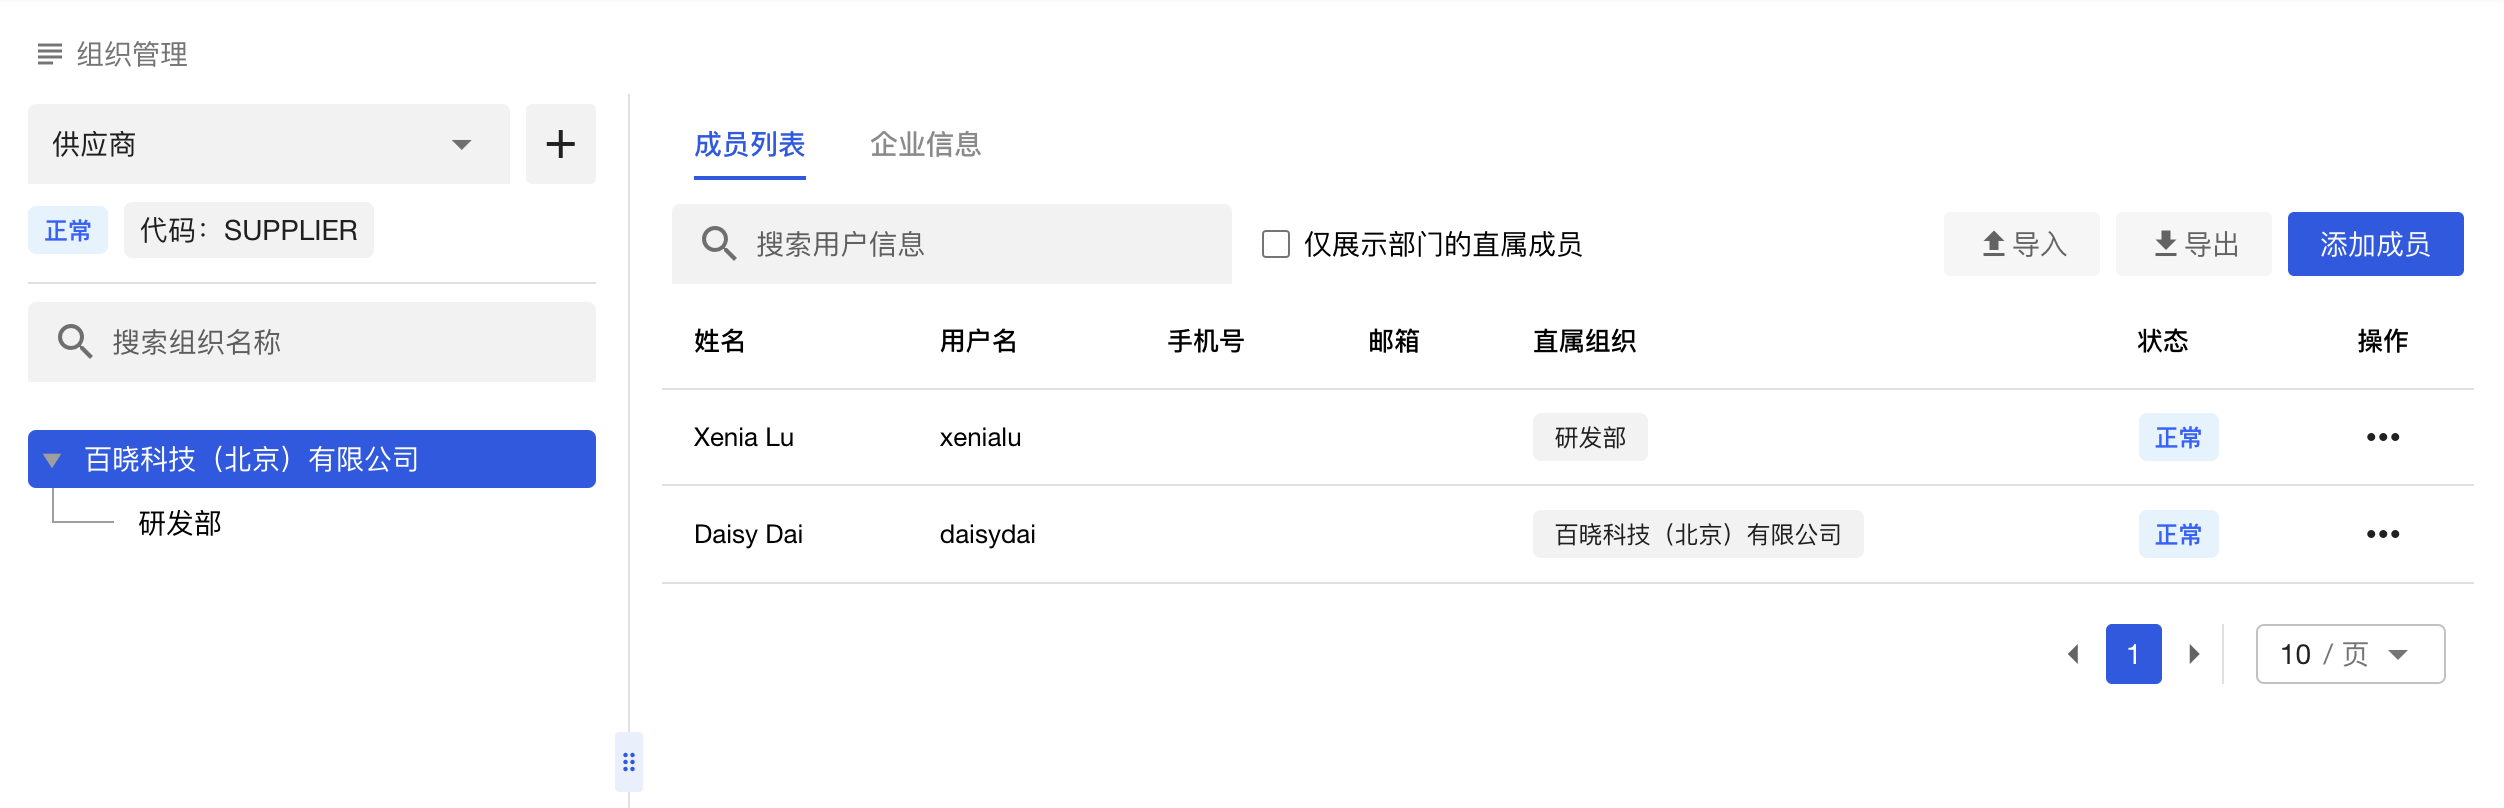 组织管理
供应商
正常 代码：SUPPLIER
搜索组织名称
百晓科技（北京）有限公司
研发部
成员列表 企业信息
搜索用户信息 仅展示部门的直属成员 导入 导出 添加成员
姓名 用户名 手机号 邮箱 直属组织 状态 操作
Xenia Lu xenialu 研发部 正常
Daisy Dai daisydai 百晓科技（北京）有限公司 正常
1 10 / 页